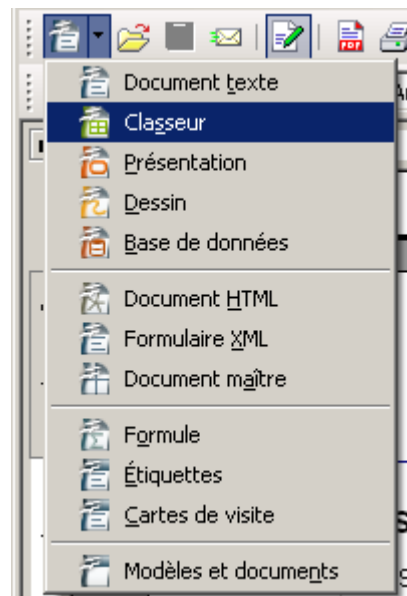 PDF
Document texte
Classeur
Présentation
Dessin
Base de données
Document HTML
Formulaire XML
Document maître
Formule
Étiquettes
Cartes de visite
Modèles et documents